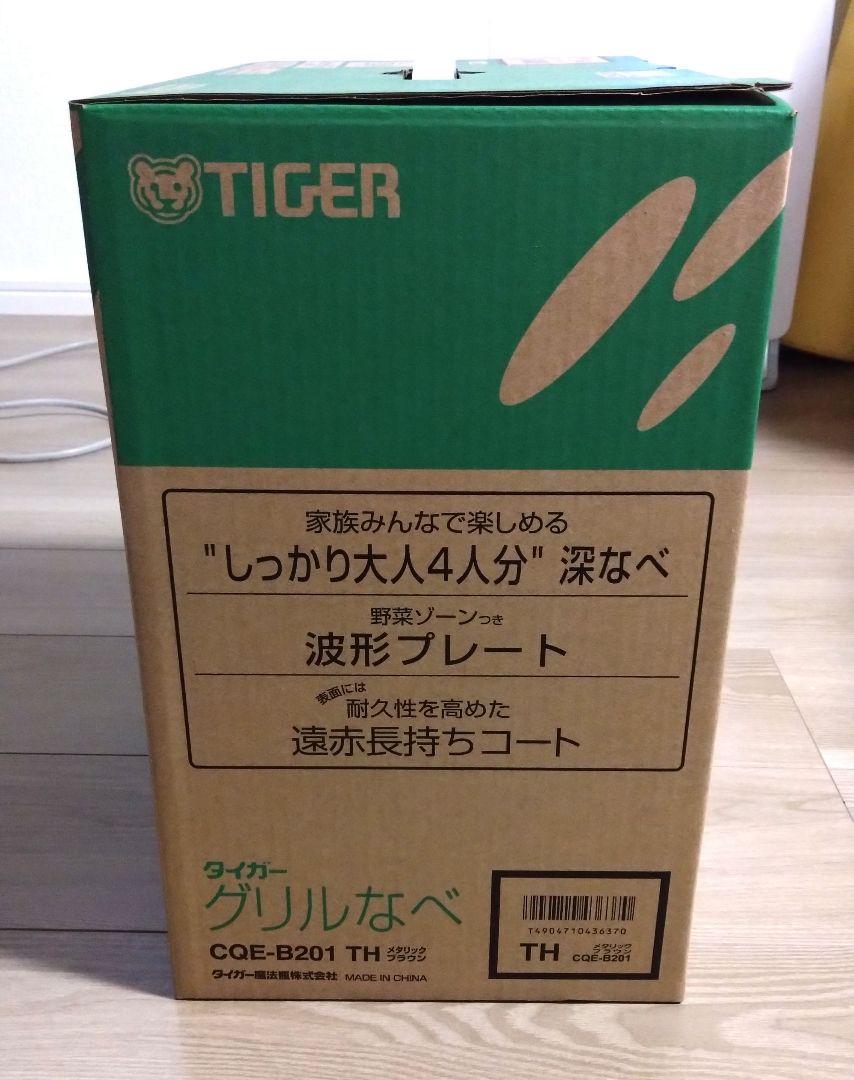 TIGER
家族みんなで楽しめる
"しっかり大人4人分" 深なべ
野菜ゾーンつき
波形プレート
表面には
耐久性を高めた
遠赤長持ちコート
タイガー
グリルなべ
CQE-B201 TH メタリックブラウン
タイガー魔法瓶株式会社 MADE IN CHINA
T4904710436370
TH メタリックブラウン
CQE-B201